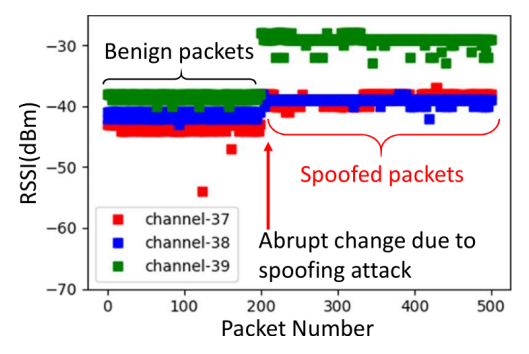 −30
−40
−50
−60
−70
RSSI(dBm)
Benign packets
Spoofed packets
Abrupt change due to
spoofing attack
channel-37
channel-38
channel-39
0
100
200
300
400
500
Packet Number